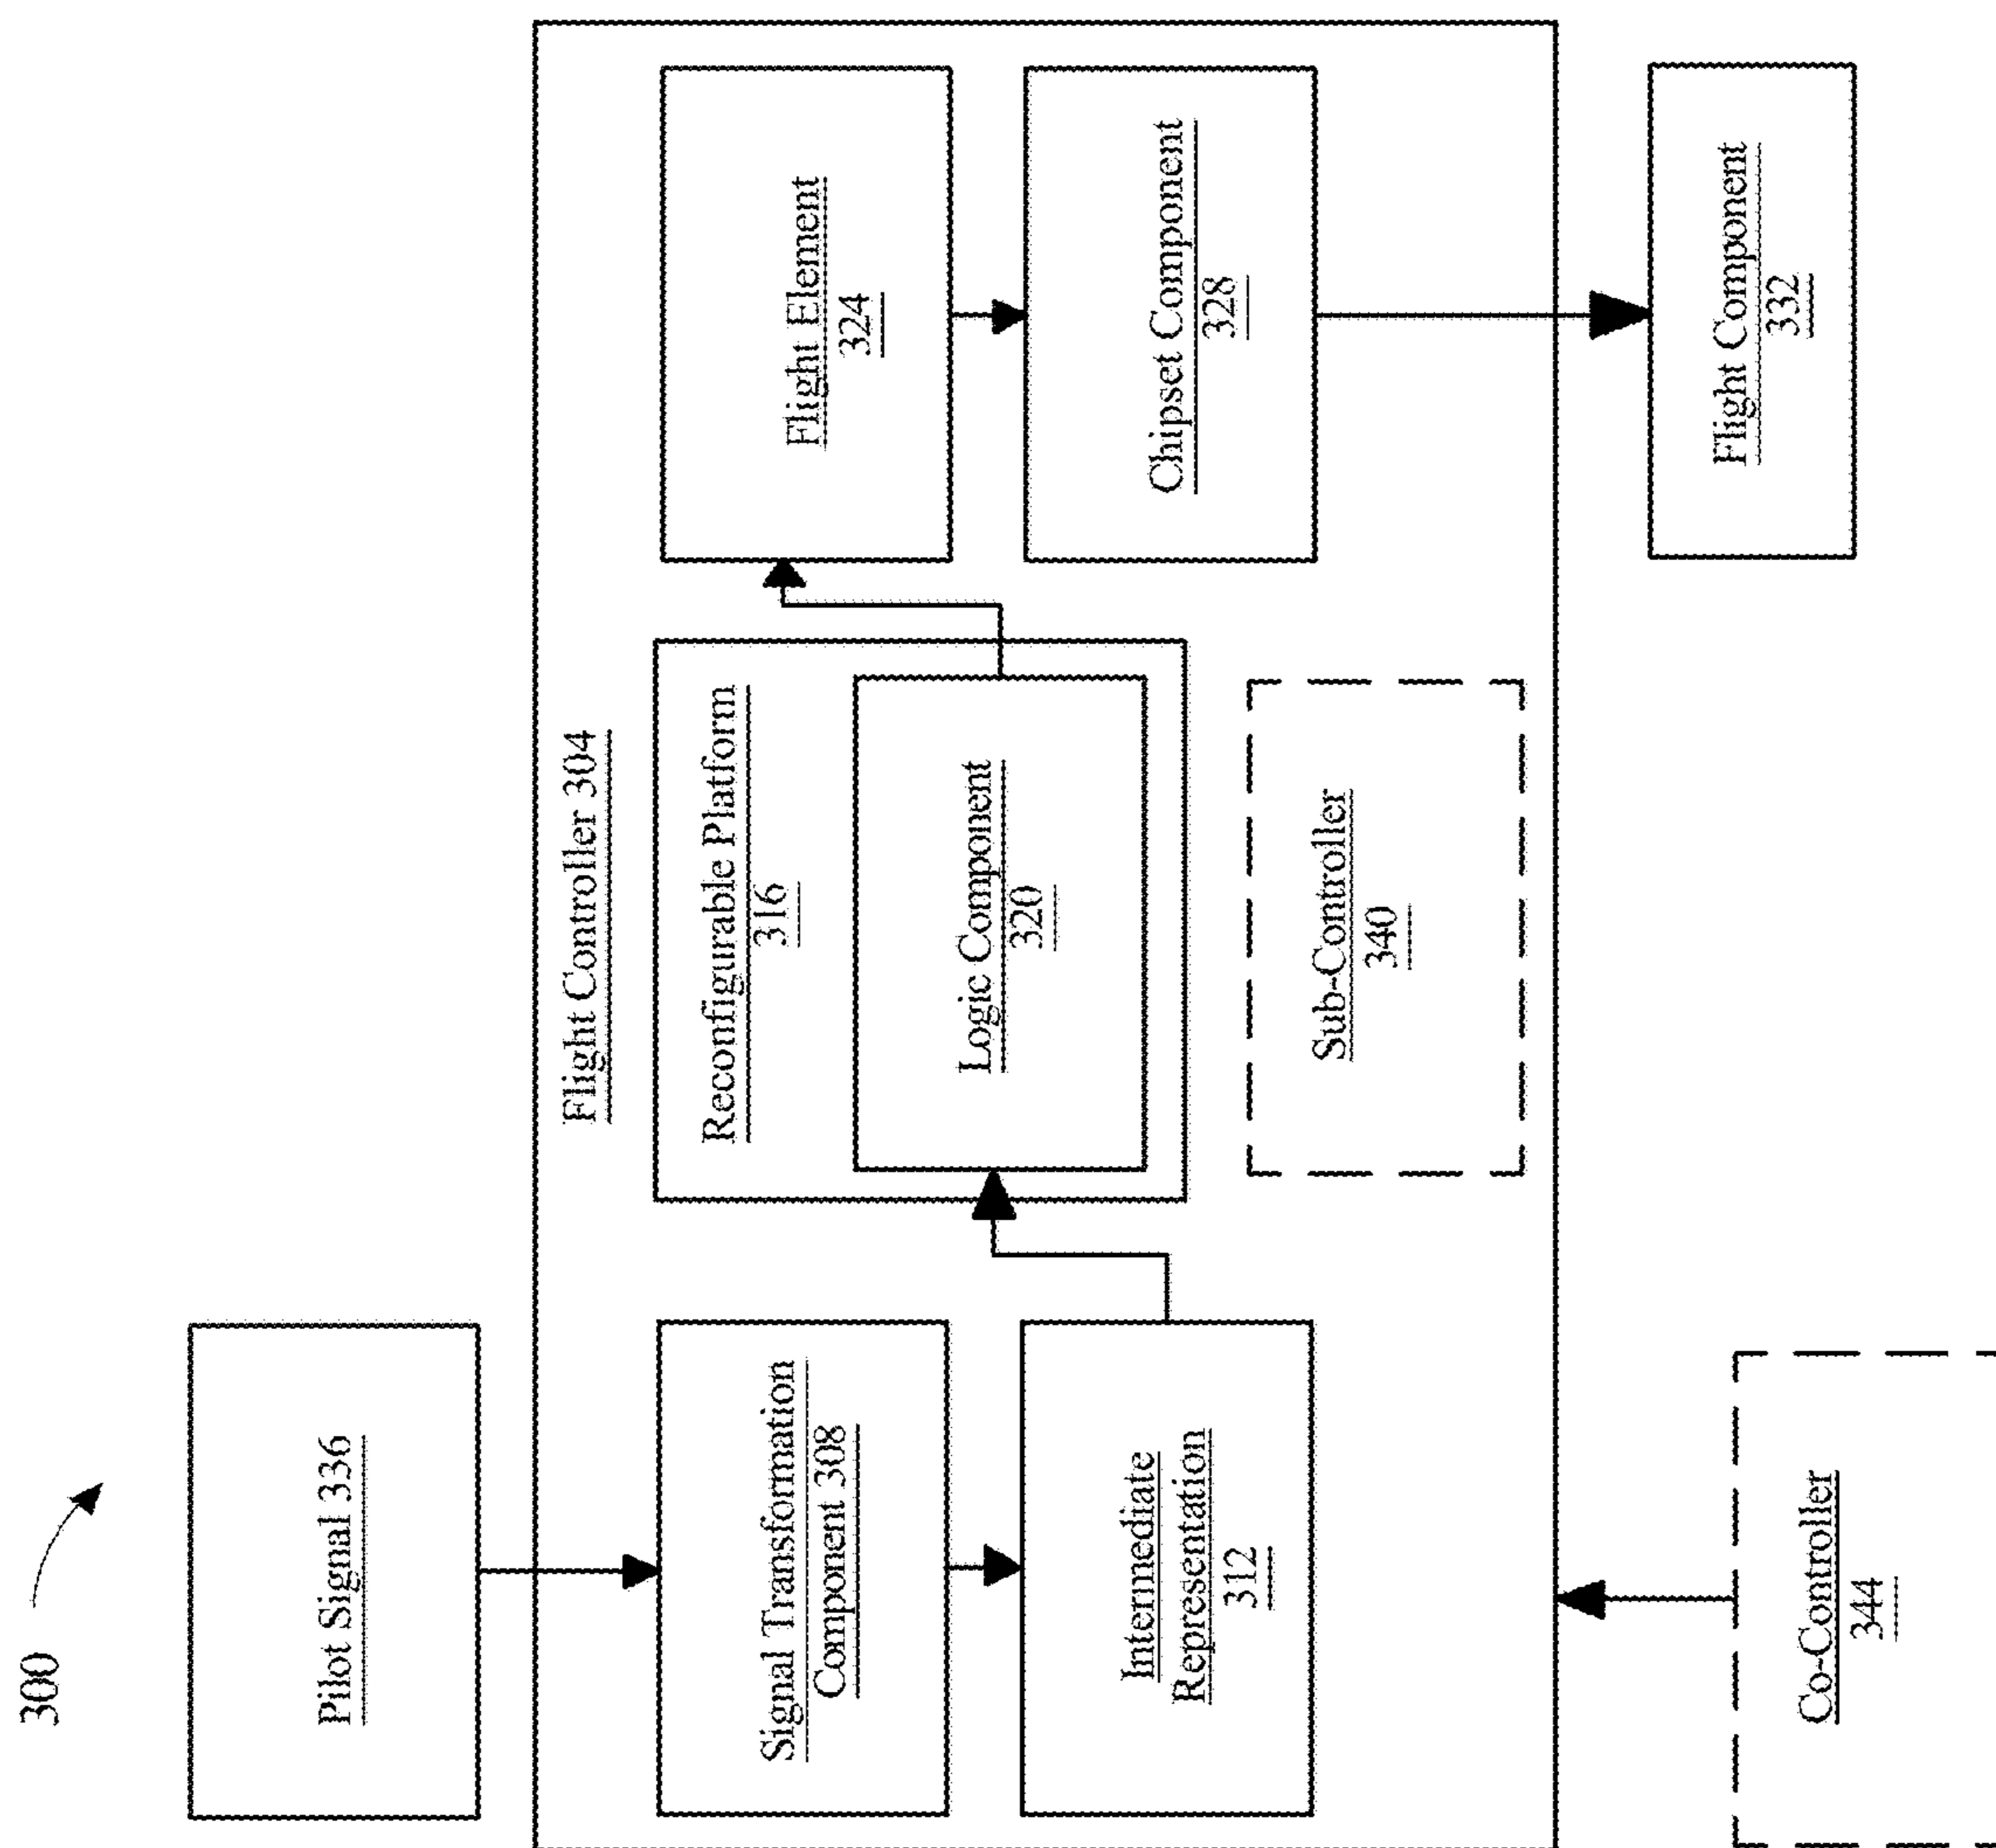 300
Pilot Signal 336
Flight Controller 304
Signal Transformation
Component 308
Intermediate
Representation
312
Reconfigurable Platform
316
Logic Component
320
Flight Element
324
Chipset Component
328
Sub-Controller
340
Co-Controller
344
Flight Component
332